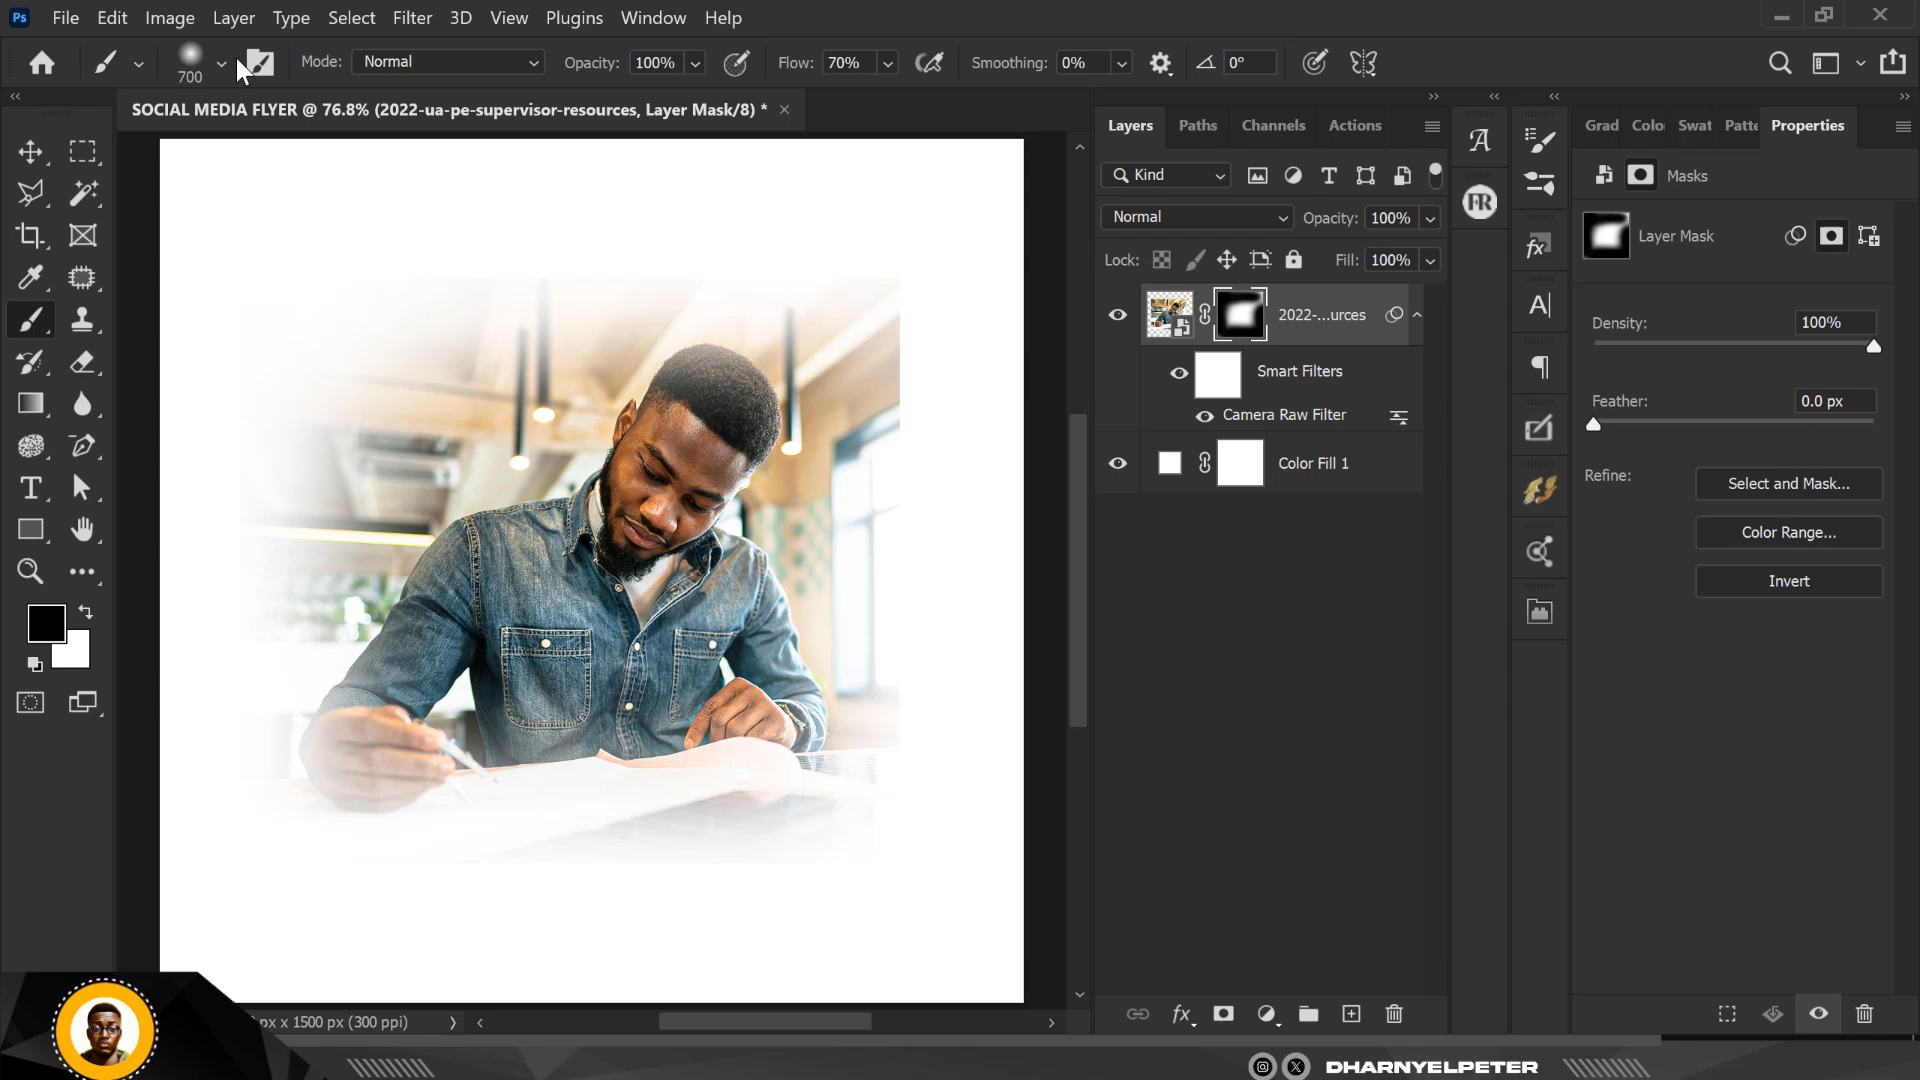 Ps File Edit Image Layer Type Select Filter 3D View Plugins Window Help
700 Mode: Normal Opacity: 100% Flow: 70% Smoothing: 0% 0°
SOCIAL MEDIA FLYER @ 76.8% (2022-ua-pe-supervisor-resources, Layer Mask/8) *
Layers Paths Channels Actions
Kind
Normal Opacity: 100%
Lock: Fill: 100%
2022-...urces
Smart Filters
Camera Raw Filter
Color Fill 1
FR
Grad Colo Swat Patte Properties
Masks
Layer Mask
Density: 100%
Feather: 0.0 px
Refine: Select and Mask...
Color Range...
Invert
px x 1500 px (300 ppi)
DHARNYELPETER